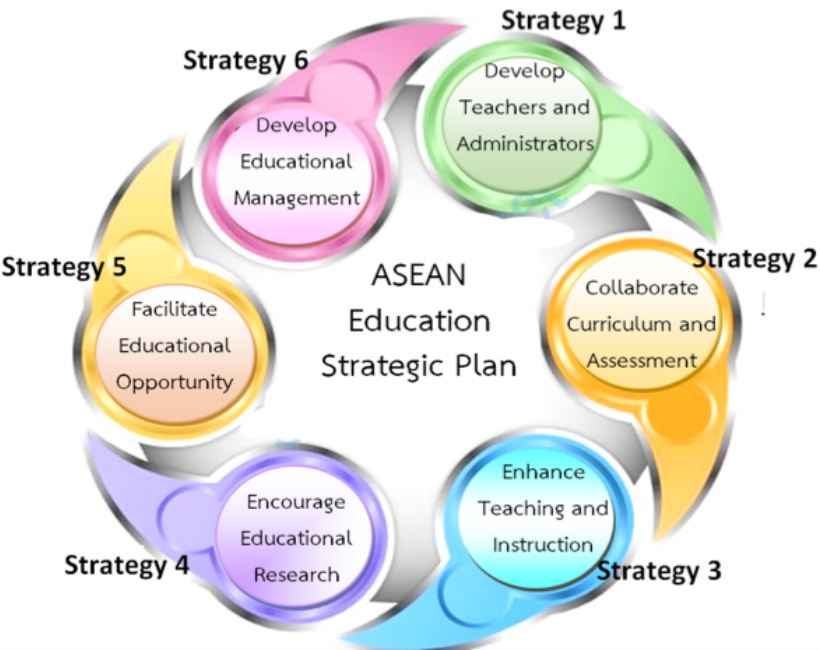 Strategy 1
Develop
Teachers and
Administrators
Strategy 2
Collaborate
Curriculum and
Assessment
Strategy 3
Enhance
Teaching and
Instruction
Strategy 4
Encourage
Educational
Research
Strategy 5
Facilitate
Educational
Opportunity
Strategy 6
Develop
Educational
Management
ASEAN
Education
Strategic Plan